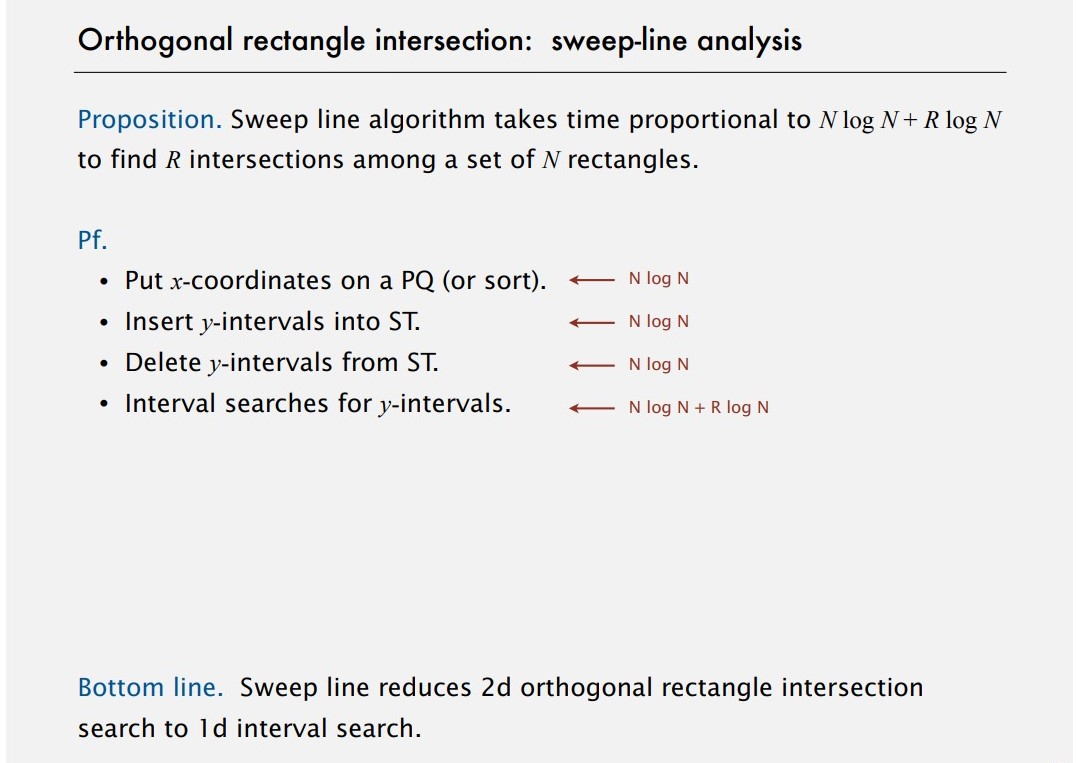 Orthogonal rectangle intersection: sweep-line analysis
Proposition. Sweep line algorithm takes time proportional to N log N + R log N
to find R intersections among a set of N rectangles.
Pf.
• Put x-coordinates on a PQ (or sort). ← N log N
• Insert y-intervals into ST. ← N log N
• Delete y-intervals from ST. ← N log N
• Interval searches for y-intervals. ← N log N + R log N
Bottom line. Sweep line reduces 2d orthogonal rectangle intersection
search to 1d interval search.